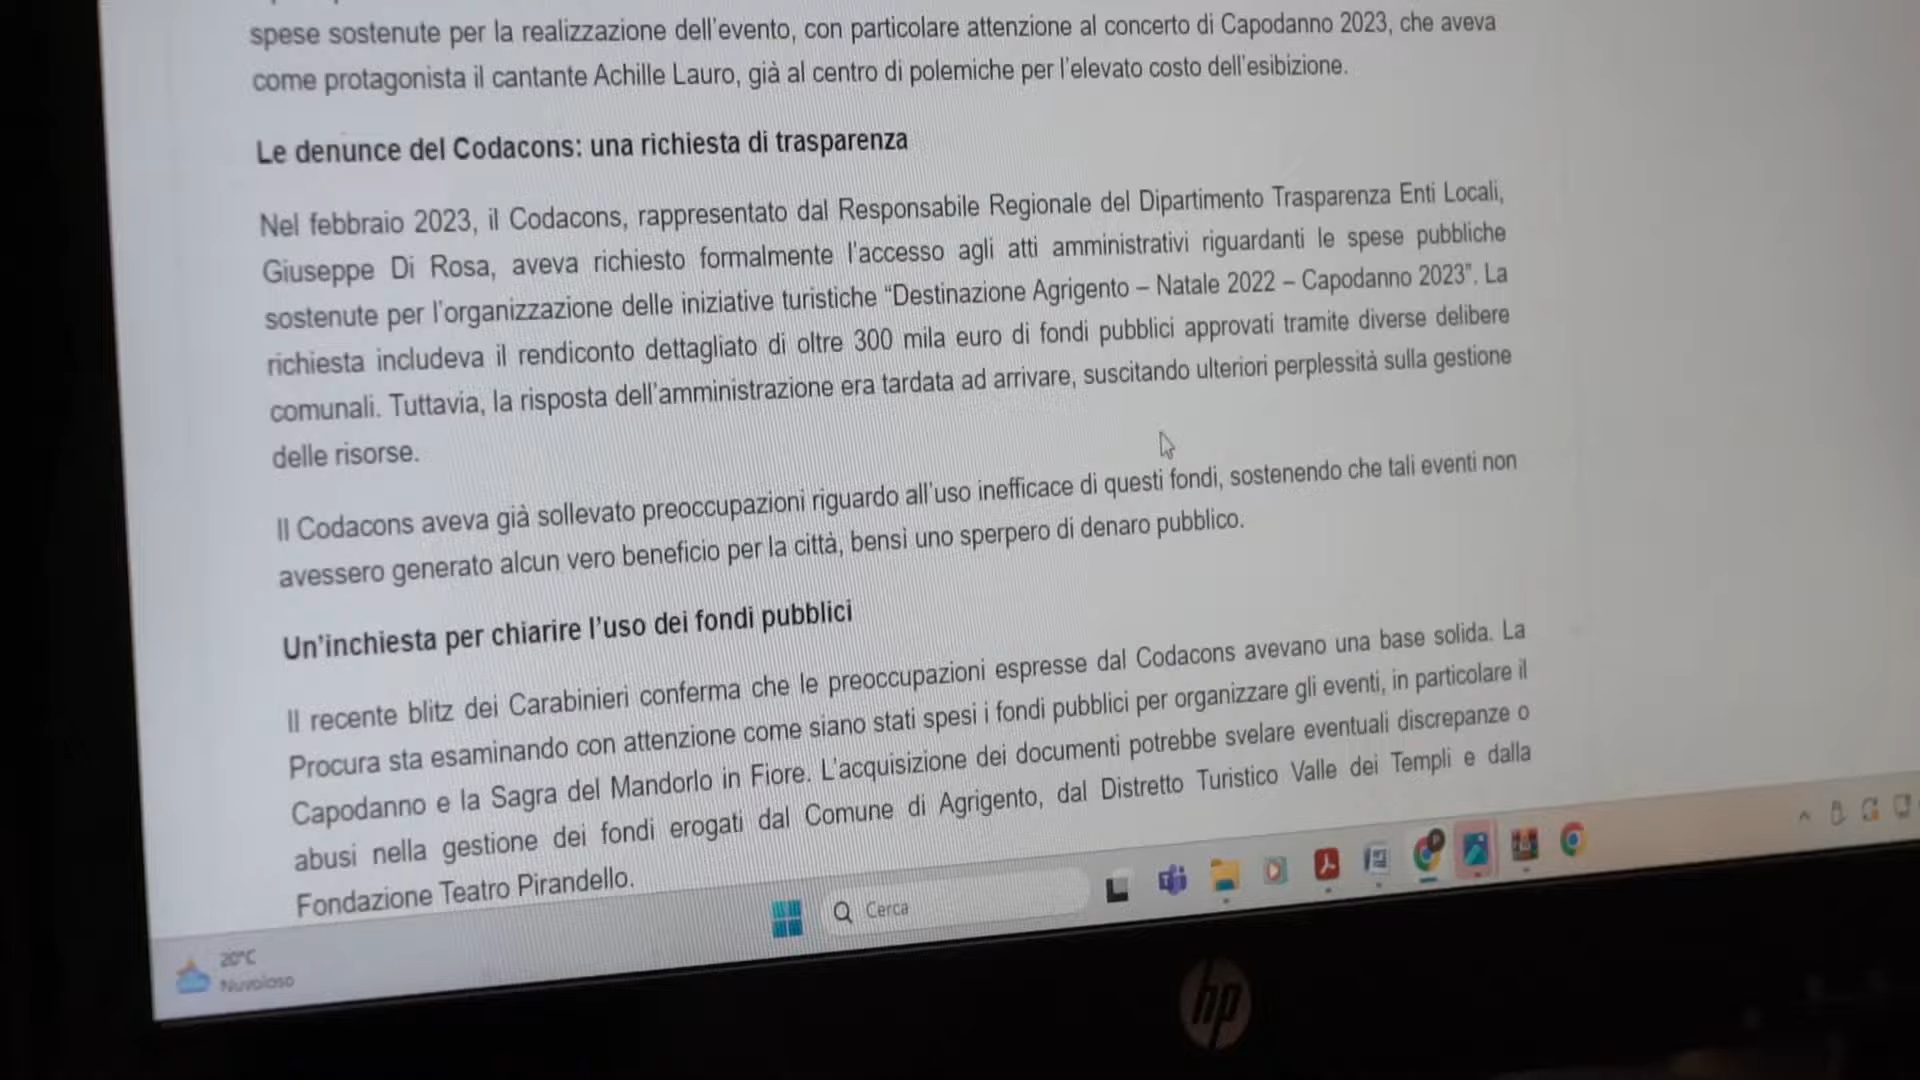 spese sostenute per la realizzazione dell'evento, con particolare attenzione al concerto di Capodanno 2023, che aveva
come protagonista il cantante Achille Lauro, già al centro di polemiche per l'elevato costo dell'esibizione.
Le denunce del Codacons: una richiesta di trasparenza
Nel febbraio 2023, il Codacons, rappresentato dal Responsabile Regionale del Dipartimento Trasparenza Enti Locali,
Giuseppe Di Rosa, aveva richiesto formalmente l'accesso agli atti amministrativi riguardanti le spese pubbliche
sostenute per l'organizzazione delle iniziative turistiche “Destinazione Agrigento – Natale 2022 – Capodanno 2023”. La
richiesta includeva il rendiconto dettagliato di oltre 300 mila euro di fondi pubblici approvati tramite diverse delibere
comunali. Tuttavia, la risposta dell'amministrazione era tardata ad arrivare, suscitando ulteriori perplessità sulla gestione
delle risorse.
Il Codacons aveva già sollevato preoccupazioni riguardo all'uso inefficace di questi fondi, sostenendo che tali eventi non
avessero generato alcun vero beneficio per la città, bensì uno sperpero di denaro pubblico.
Un'inchiesta per chiarire l'uso dei fondi pubblici
Il recente blitz dei Carabinieri conferma che le preoccupazioni espresse dal Codacons avevano una base solida. La
Procura sta esaminando con attenzione come siano stati spesi i fondi pubblici per organizzare gli eventi, in particolare il
Capodanno e la Sagra del Mandorlo in Fiore. L'acquisizione dei documenti potrebbe svelare eventuali discrepanze o
abusi nella gestione dei fondi erogati dal Comune di Agrigento, dal Distretto Turistico Valle dei Templi e dalla
Fondazione Teatro Pirandello.
Cerca
20°C
Nuvoloso
hp